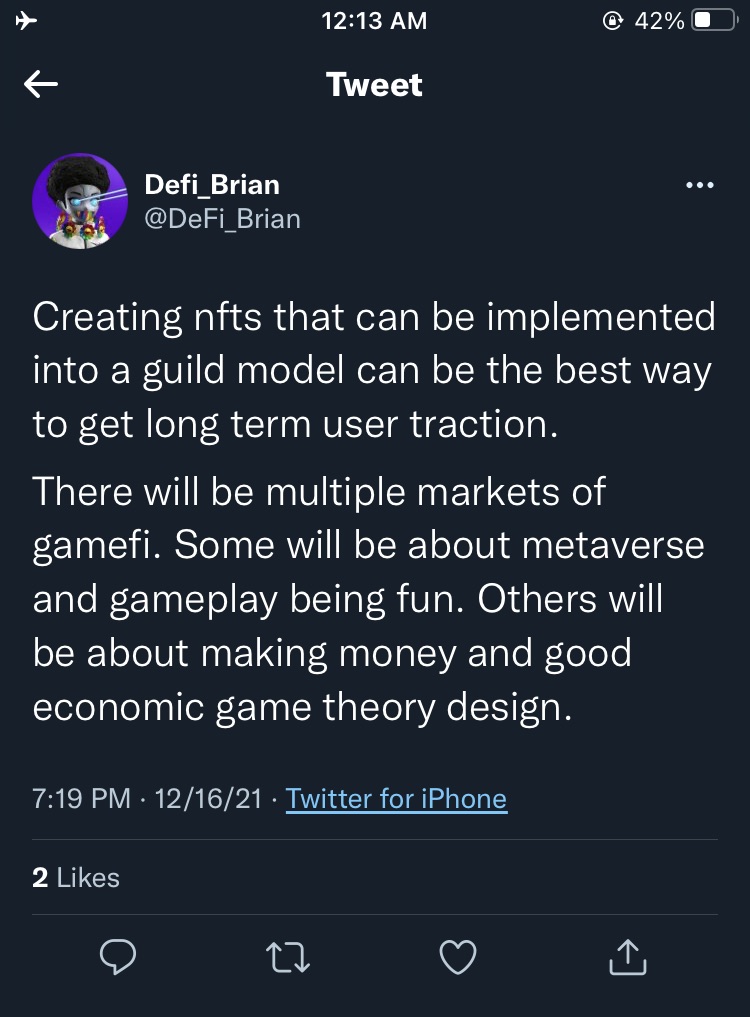 12:13 AM
42%
Tweet
Defi_Brian
@DeFi_Brian
Creating nfts that can be implemented
into a guild model can be the best way
to get long term user traction.
There will be multiple markets of
gamefi. Some will be about metaverse
and gameplay being fun. Others will
be about making money and good
economic game theory design.
7:19 PM · 12/16/21 · Twitter for iPhone
2 Likes